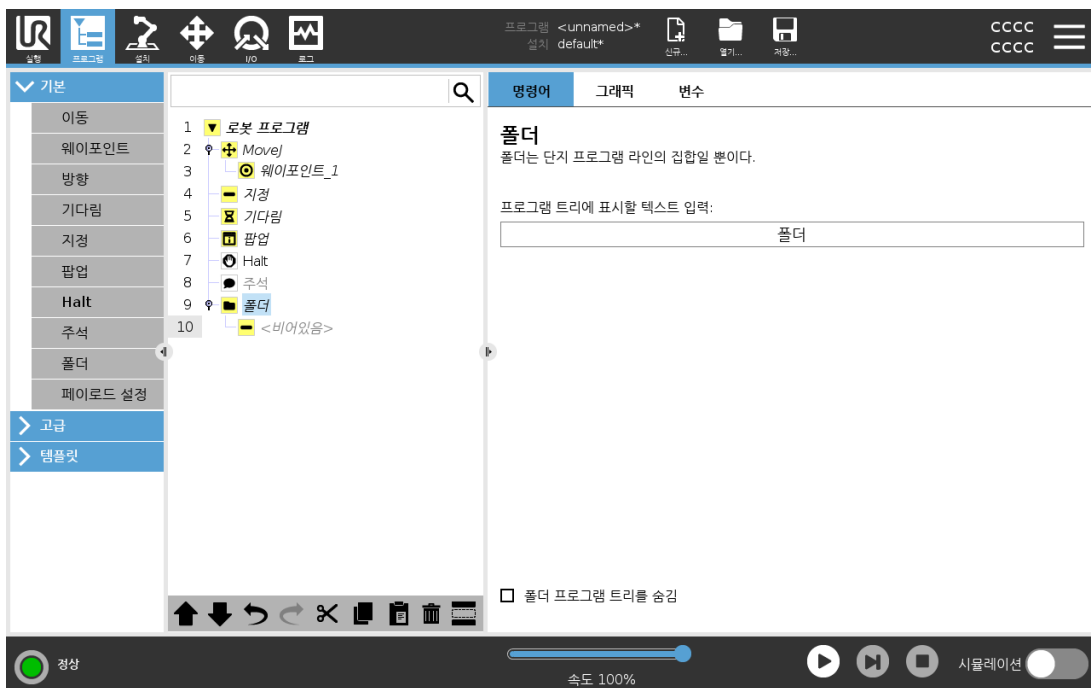 UR
프로그램 <unnamed>*
설치 default*
cccc
cccc
실행 프로그램 설치 이동 I/O 로그
신규... 열기... 저장...
기본
이동
웨이포인트
방향
기다림
지정
팝업
Halt
주석
폴더
페이로드 설정
고급
템플릿
1 로봇 프로그램
2 MoveJ
3 웨이포인트_1
4 지정
5 기다림
6 팝업
7 Halt
8 주석
9 폴더
10 <비어있음>
명령어 그래픽 변수
폴더
폴더는 단지 프로그램 라인의 집합일 뿐이다.
프로그램 트리에 표시할 텍스트 입력:
폴더
폴더 프로그램 트리를 숨김
정상
속도 100%
시뮬레이션